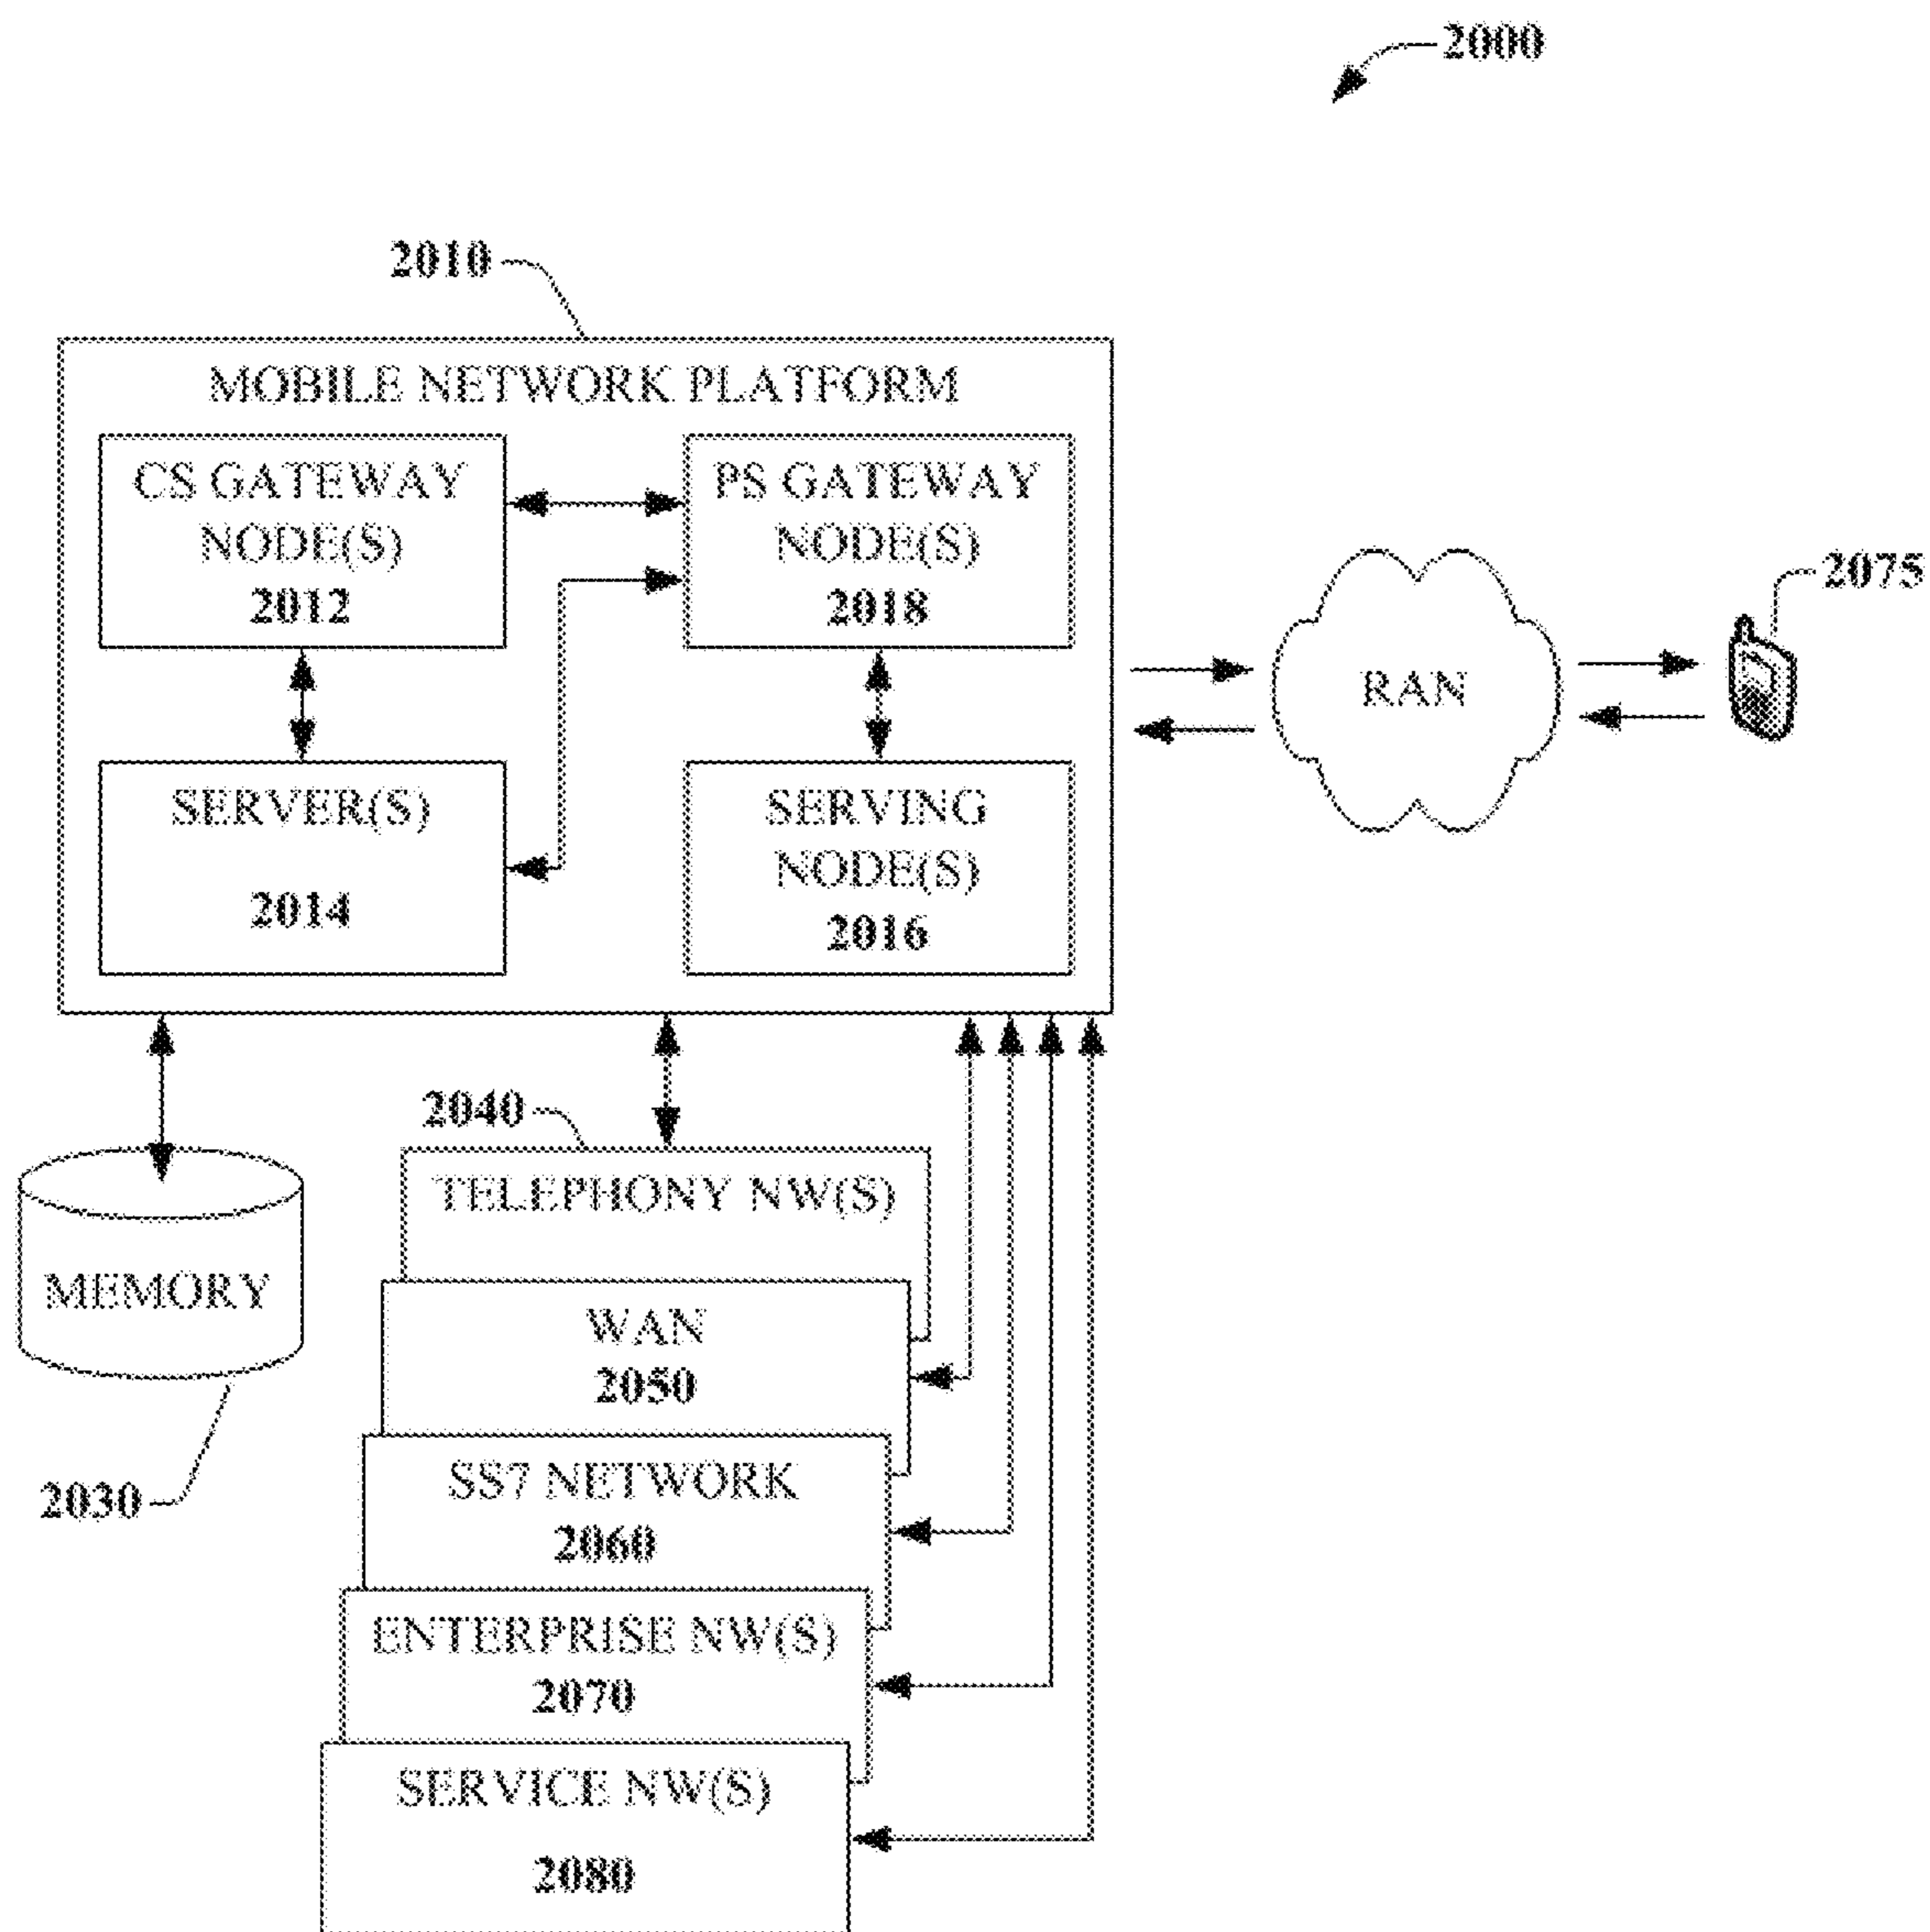 2000
2010
MOBILE NETWORK PLATFORM
CS GATEWAY
NODE(S)
2012
PS GATEWAY
NODE(S)
2018
SERVER(S)
2014
SERVING
NODE(S)
2016
RAN
2075
2040
TELEPHONY NW(S)
MEMORY
2030
WAN
2050
SS7 NETWORK
2060
ENTERPRISE NW(S)
2070
SERVICE NW(S)
2080